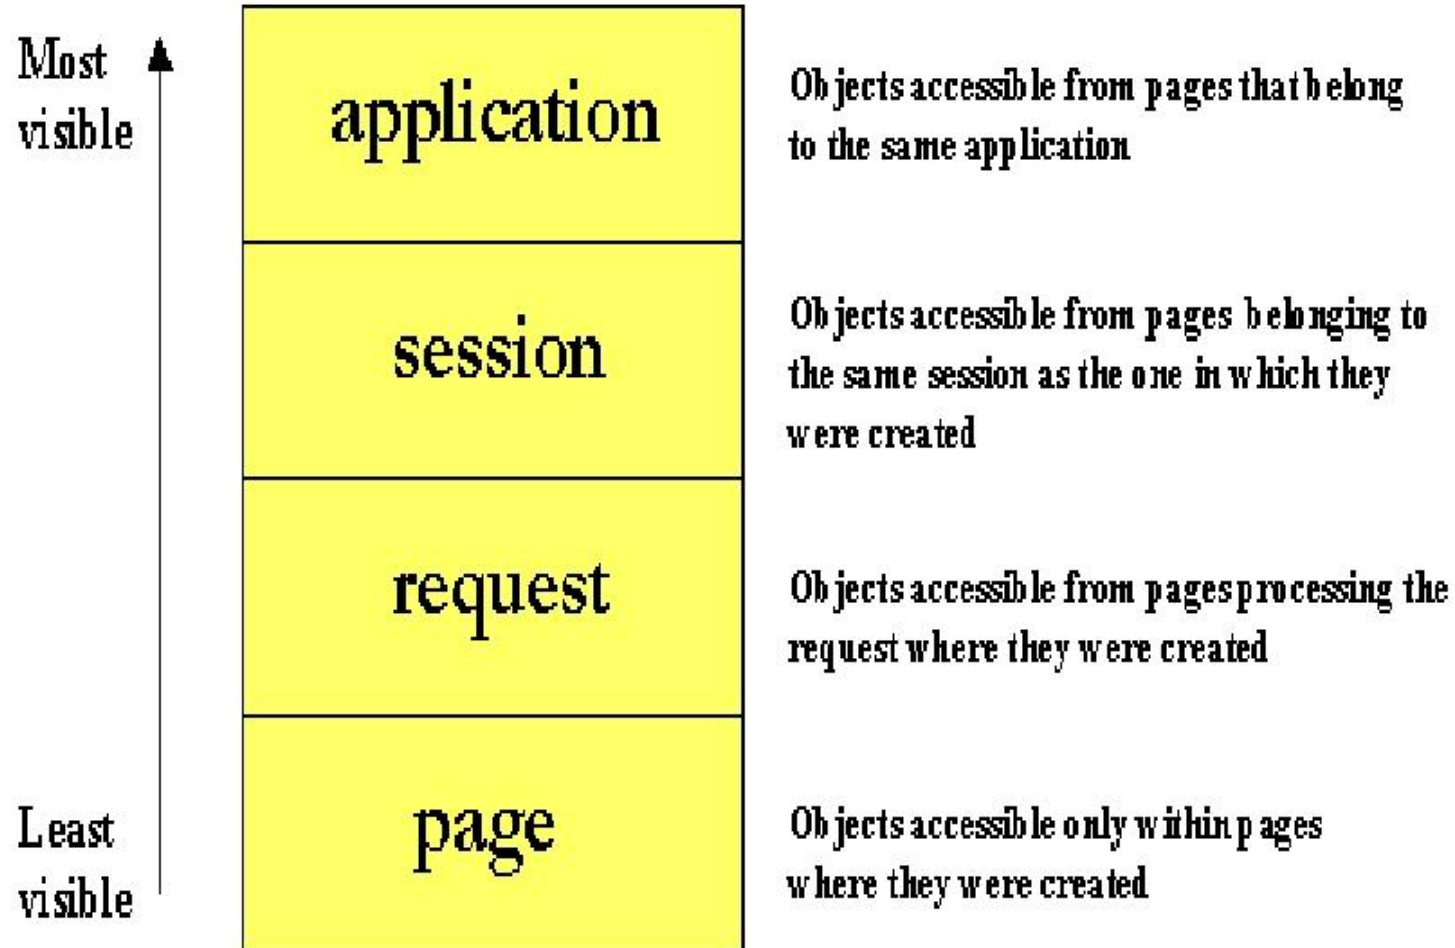 Most
visible
application
Objects accessible from pages that belong
to the same application
session
Objects accessible from pages belonging to
the same session as the one in which they
were created
request
Objects accessible from pages processing the
request where they were created
Least
visible
page
Objects accessible only within pages
where they were created